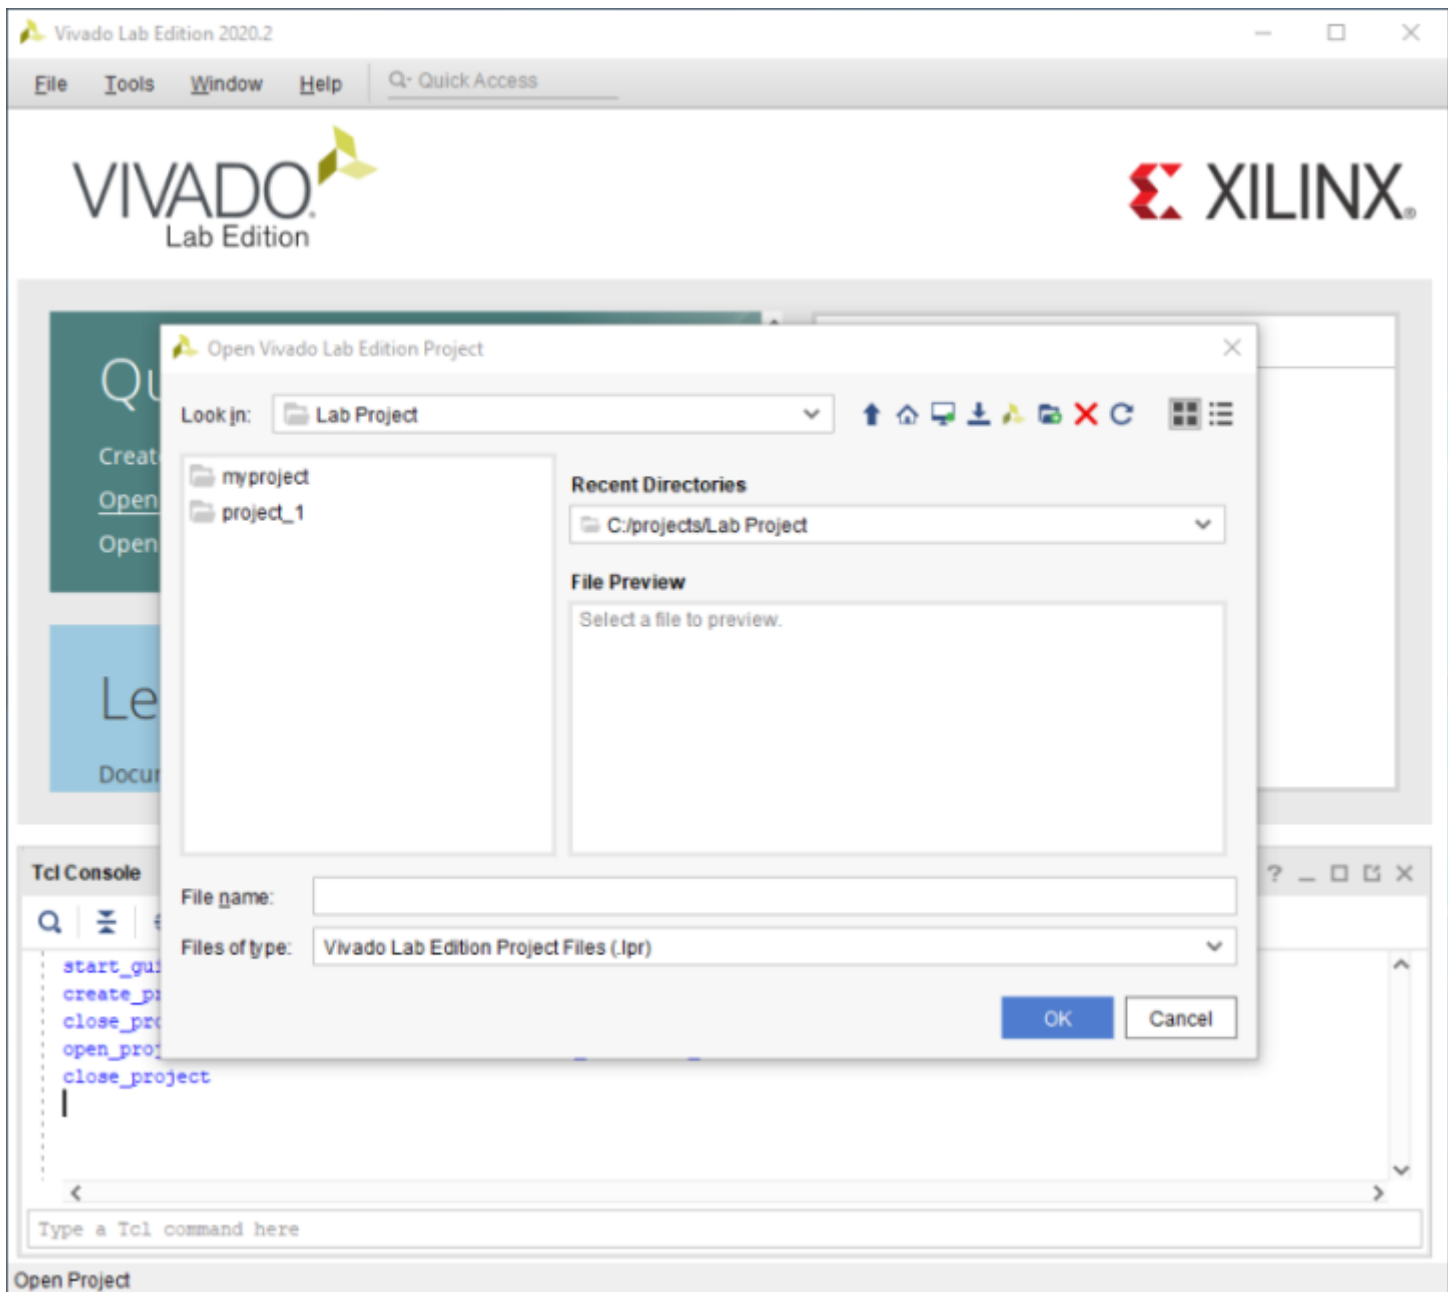 Vivado Lab Edition 2020.2
File Tools Window Help Quick Access
VIVADO.
Lab Edition
XILINX
Open Vivado Lab Edition Project
Look in: Lab Project
myproject
project_1
Recent Directories
C:/projects/Lab Project
File Preview
Select a file to preview.
File name:
Files of type: Vivado Lab Edition Project Files (.lpr)
OK Cancel
Open
Open
Tcl Console
close_project
Type a Tcl command here
Open Project